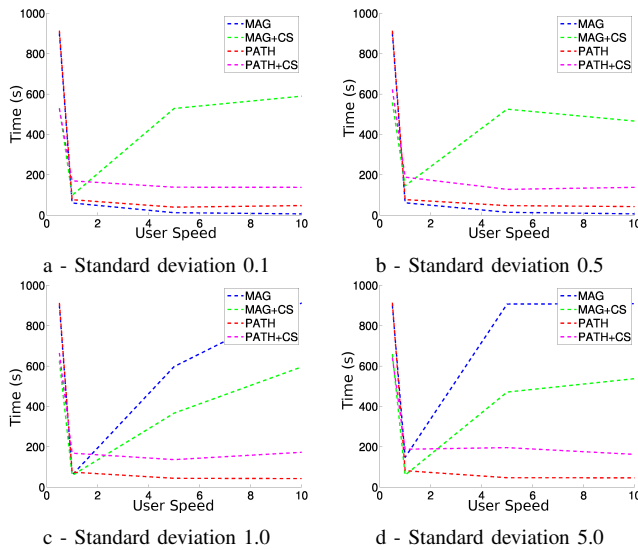 1000
800
600
400
200
0
Time (s)
0 2 4 6 8 10
User Speed
MAG
MAG+CS
PATH
PATH+CS
a - Standard deviation 0.1
1000
800
600
400
200
0
Time (s)
0 2 4 6 8 10
User Speed
MAG
MAG+CS
PATH
PATH+CS
b - Standard deviation 0.5
1000
800
600
400
200
0
Time (s)
0 2 4 6 8 10
User Speed
MAG
MAG+CS
PATH
PATH+CS
c - Standard deviation 1.0
1000
800
600
400
200
0
Time (s)
0 2 4 6 8 10
User Speed
MAG
MAG+CS
PATH
PATH+CS
d - Standard deviation 5.0